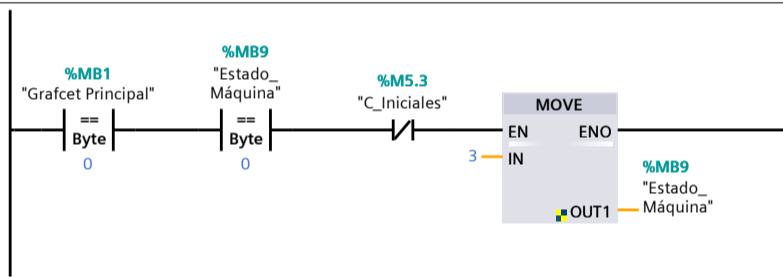 %MB1
"Grafcet Principal"
==
Byte
0
%MB9
"Estado_
Máquina"
==
Byte
0
%M5.3
"C_Iniciales"
MOVE
EN ENO
3 IN
OUT1
%MB9
"Estado_
Máquina"